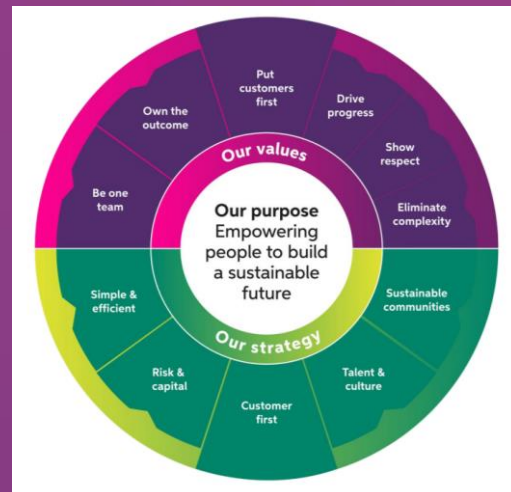 Put
customers
first
Own the
outcome
Drive
progress
Be one
team
Show
respect
Eliminate
complexity
Our values
Our purpose
Empowering
people to build
a sustainable
future
Our strategy
Simple &
efficient
Risk &
capital
Customer
first
Talent &
culture
Sustainable
communities